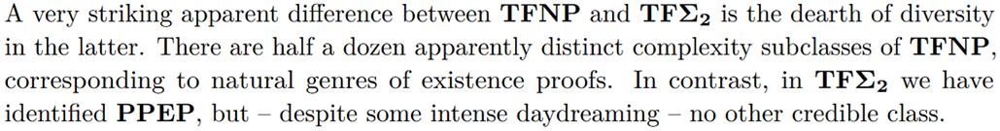 A very striking apparent difference between TFNP and TFΣ₂ is the dearth of diversity
in the latter. There are half a dozen apparently distinct complexity subclasses of TFNP,
corresponding to natural genres of existence proofs. In contrast, in TFΣ₂ we have
identified PPEP, but – despite some intense daydreaming – no other credible class.